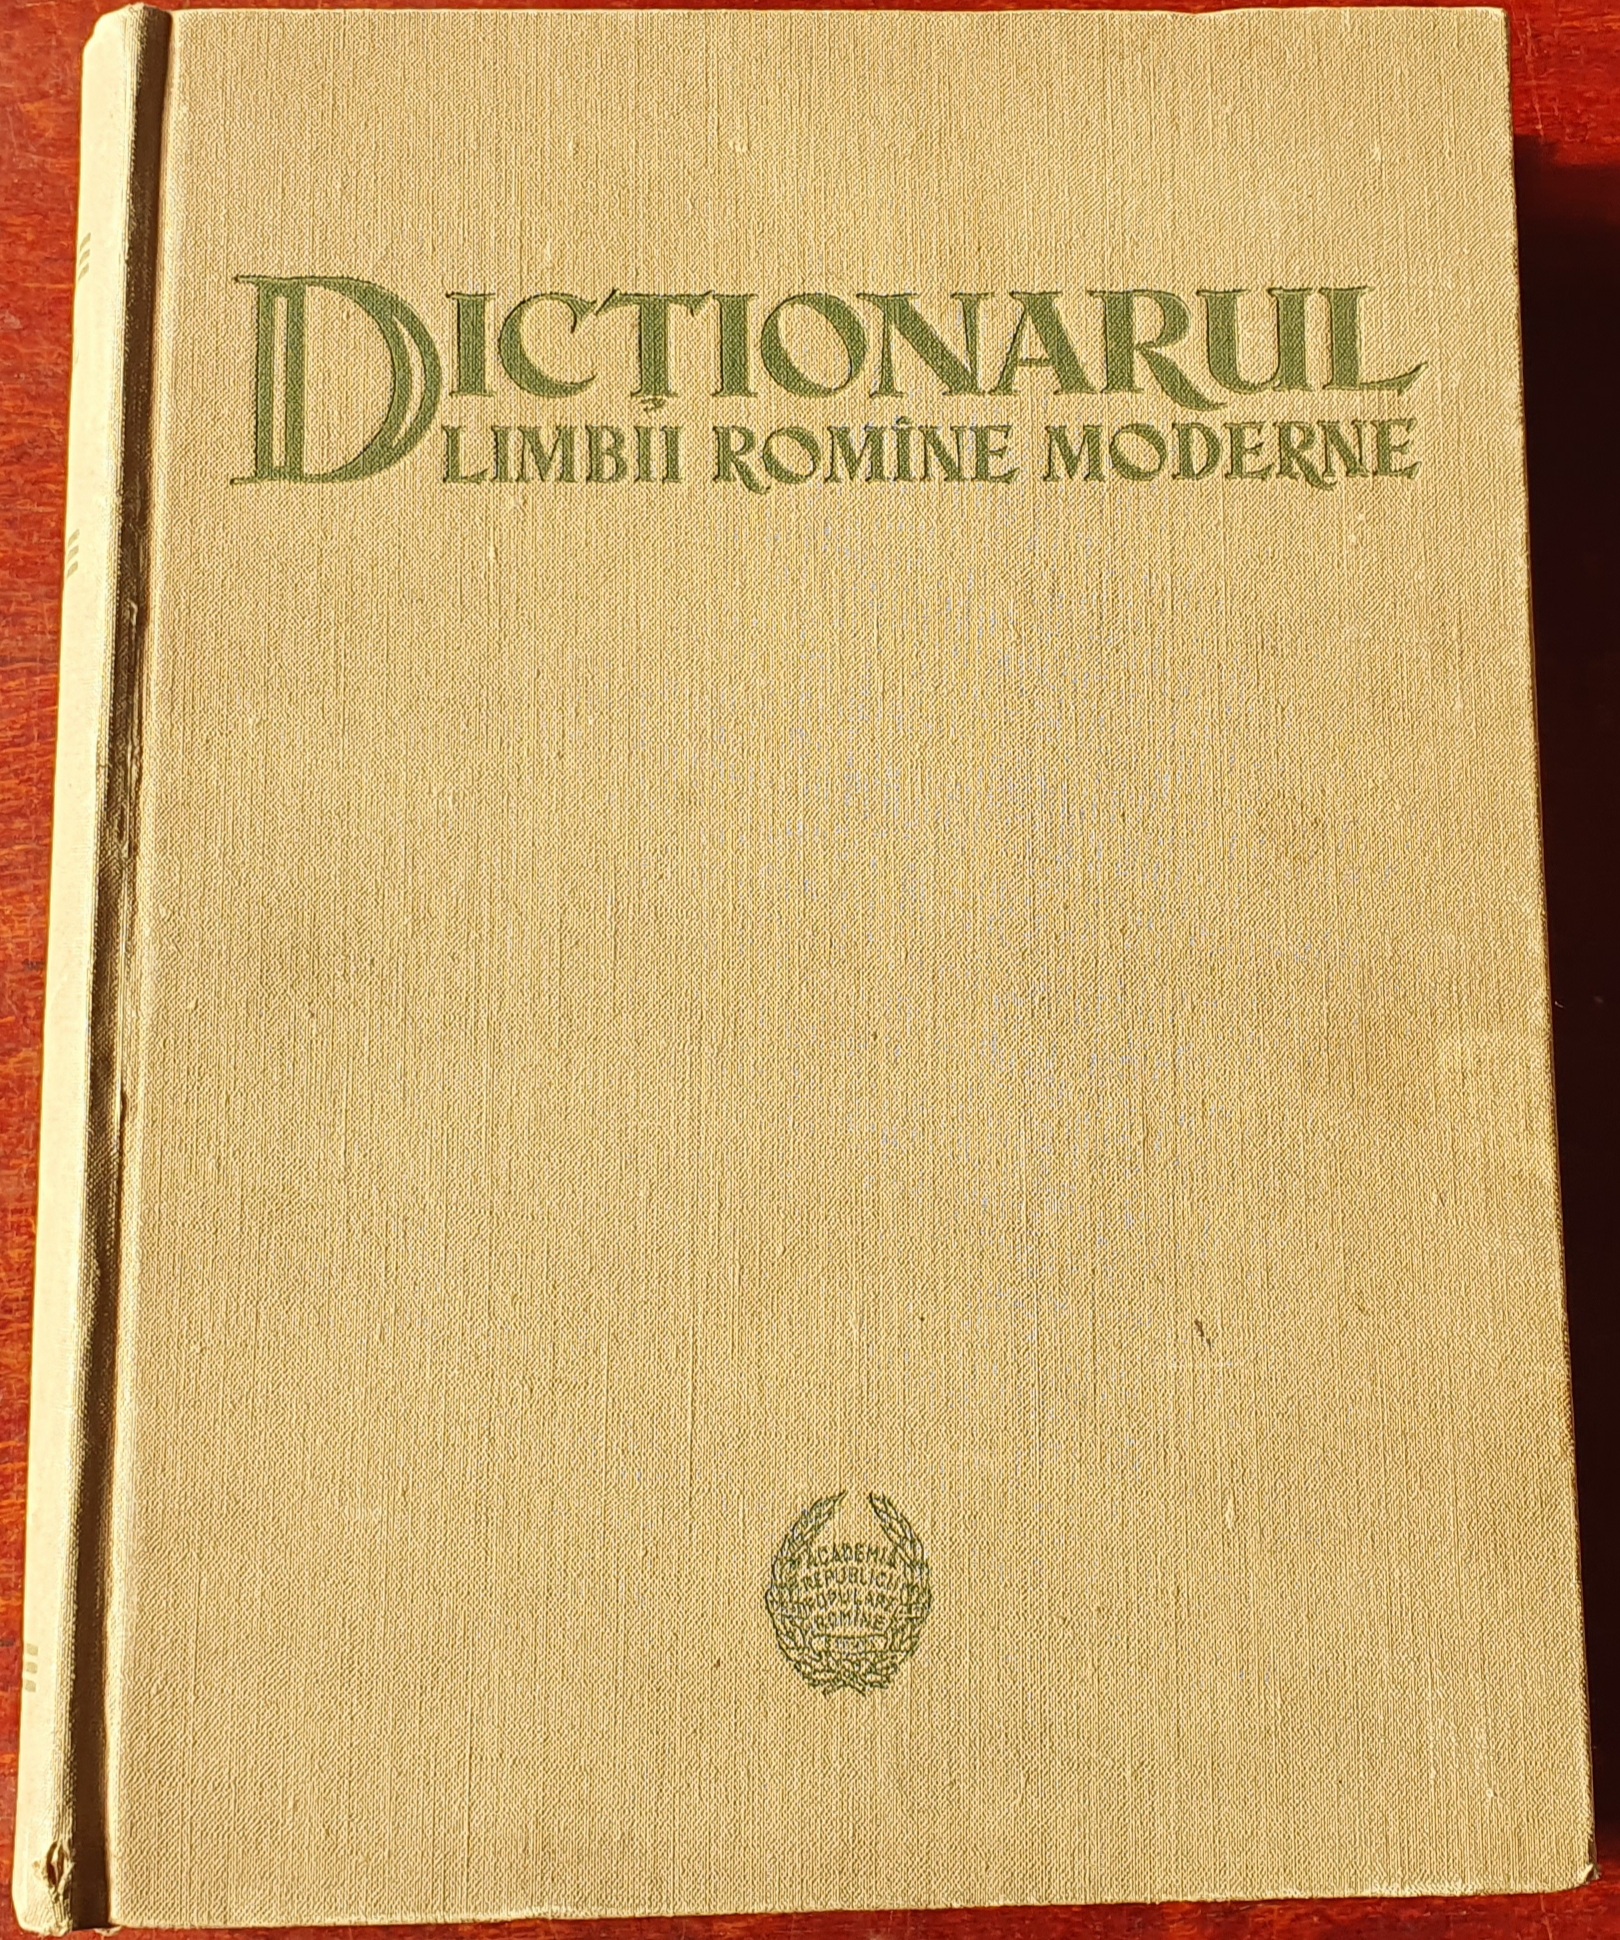 DICȚIONARUL
LIMBII ROMÎNE MODERNE
ACADEMIA
REPUBLICII
POPULARE
ROMÎNE